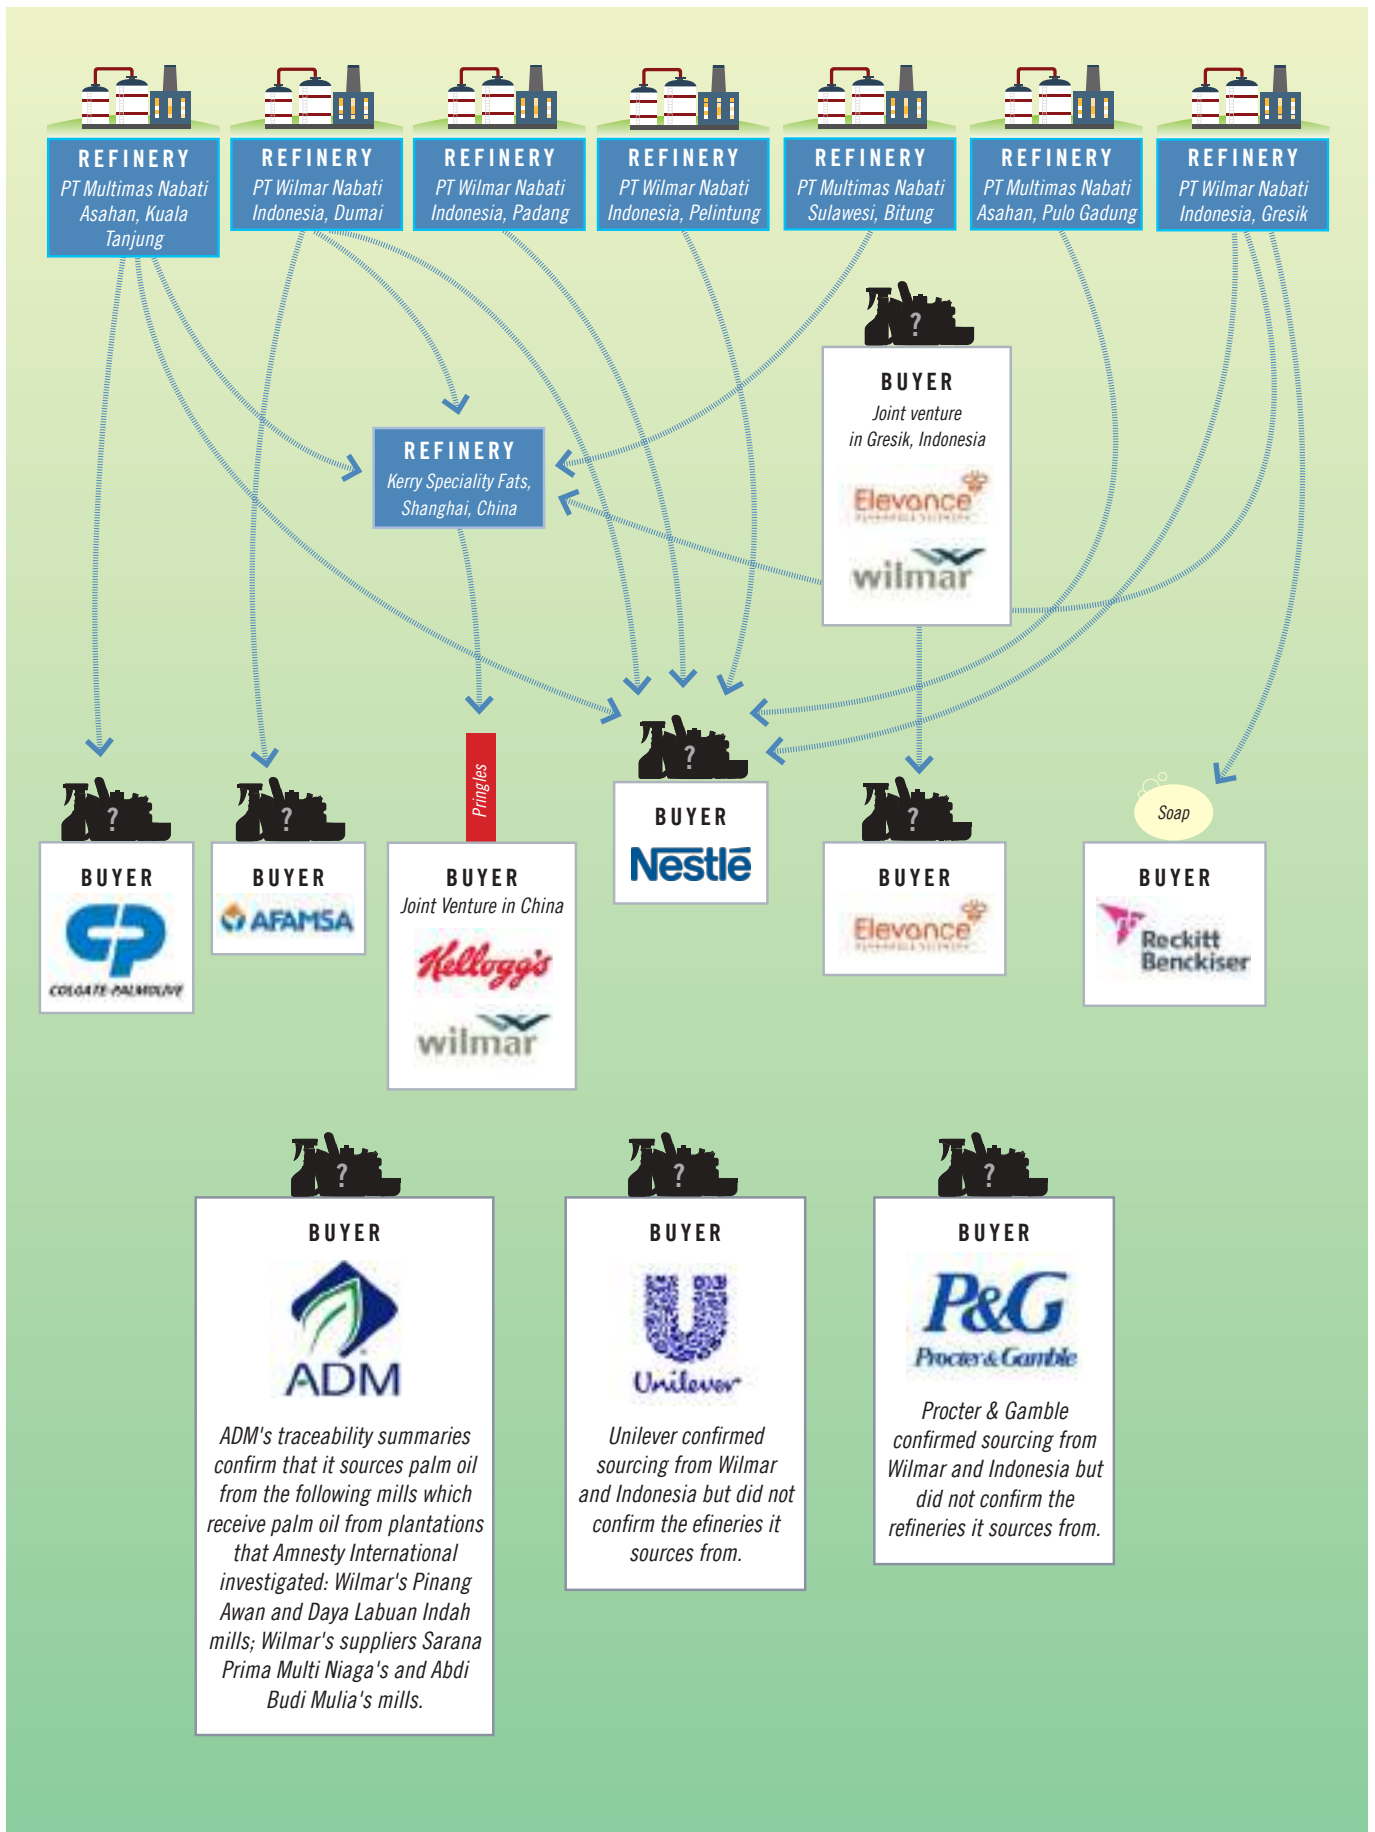 REFINERY
PT Multimas Nabati
Asahan, Kuala
Tanjung
REFINERY
PT Wilmar Nabati
Indonesia, Dumai
REFINERY
PT Wilmar Nabati
Indonesia, Padang
REFINERY
PT Wilmar Nabati
Indonesia, Pelintung
REFINERY
PT Multimas Nabati
Sulawesi, Bitung
REFINERY
PT Multimas Nabati
Asahan, Pulo Gadung
REFINERY
PT Wilmar Nabati
Indonesia, Gresik
?
BUYER
Joint venture
in Gresik, Indonesia
Elevance
wilmar
REFINERY
Kerry Speciality Fats,
Shanghai, China
?
BUYER
COLGATE-PALMOLIVE
?
BUYER
AFAMSA
Pringles
BUYER
Joint Venture in China
Kellogg's
wilmar
?
BUYER
Nestlé
?
BUYER
Elevance
Soap
BUYER
Reckitt
Benckiser
?
BUYER
ADM
ADM's traceability summaries
confirm that it sources palm oil
from the following mills which
receive palm oil from plantations
that Amnesty International
investigated: Wilmar's Pinang
Awan and Daya Labuan Indah
mills; Wilmar's suppliers Sarana
Prima Multi Niaga's and Abdi
Budi Mulia's mills.
?
BUYER
Unilever
Unilever confirmed
sourcing from Wilmar
and Indonesia but did not
confirm the efineries it
sources from.
?
BUYER
P&G
Procter & Gamble
Procter & Gamble
confirmed sourcing from
Wilmar and Indonesia but
did not confirm the
refineries it sources from.